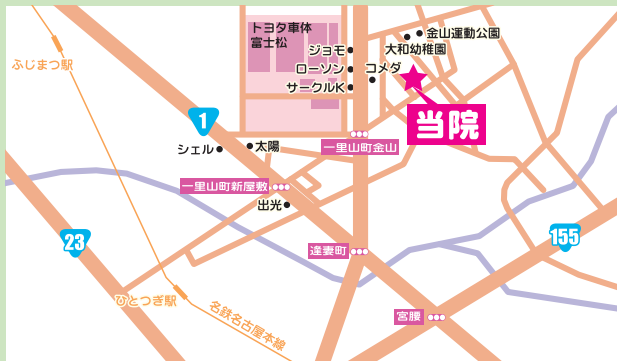 トヨタ車体
富士松
金山運動公園
大和幼稚園
ジョモ
ローソン
コメダ
サークルK
ふじまつ駅
当院
1
シェル
太陽
一里山町金山
一里山町新屋敷
出光
23
155
逢妻町
ひとつぎ駅
名鉄名古屋本線
宮腰